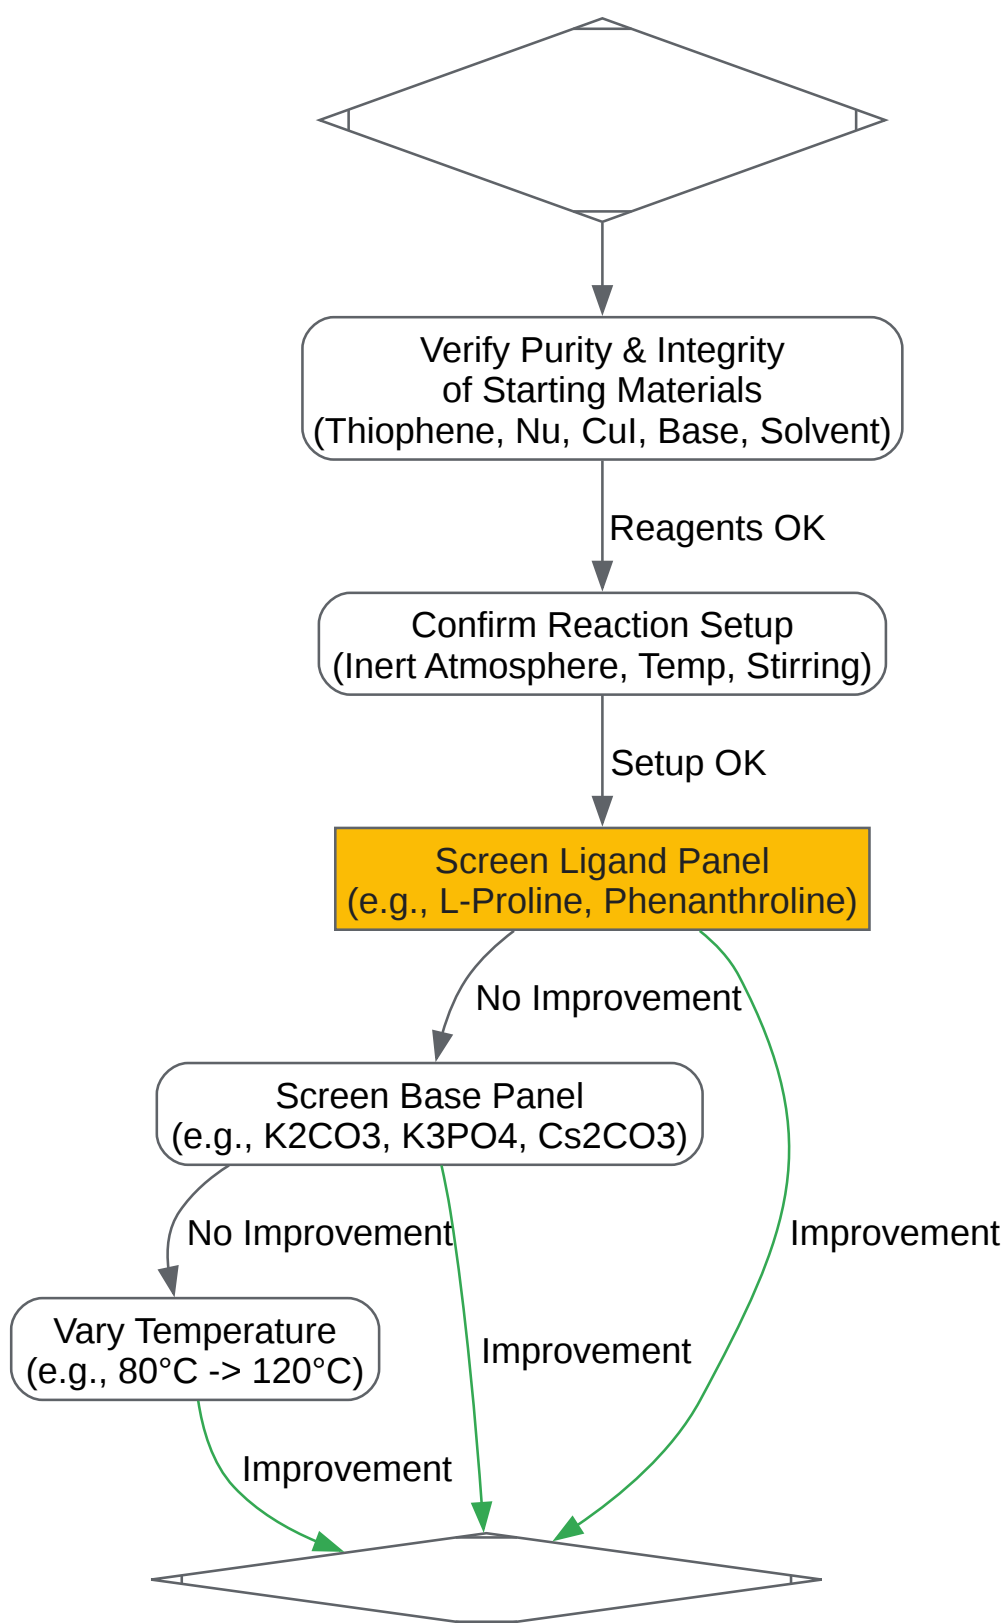 Verify Purity & Integrity
of Starting Materials
(Thiophene, Nu, CuI, Base, Solvent)
Reagents OK
Confirm Reaction Setup
(Inert Atmosphere, Temp, Stirring)
Setup OK
Screen Ligand Panel
(e.g., L-Proline, Phenanthroline)
No Improvement
Screen Base Panel
(e.g., K2CO3, K3PO4, Cs2CO3)
No Improvement
Improvement
Vary Temperature
(e.g., 80°C -> 120°C)
Improvement
Improvement